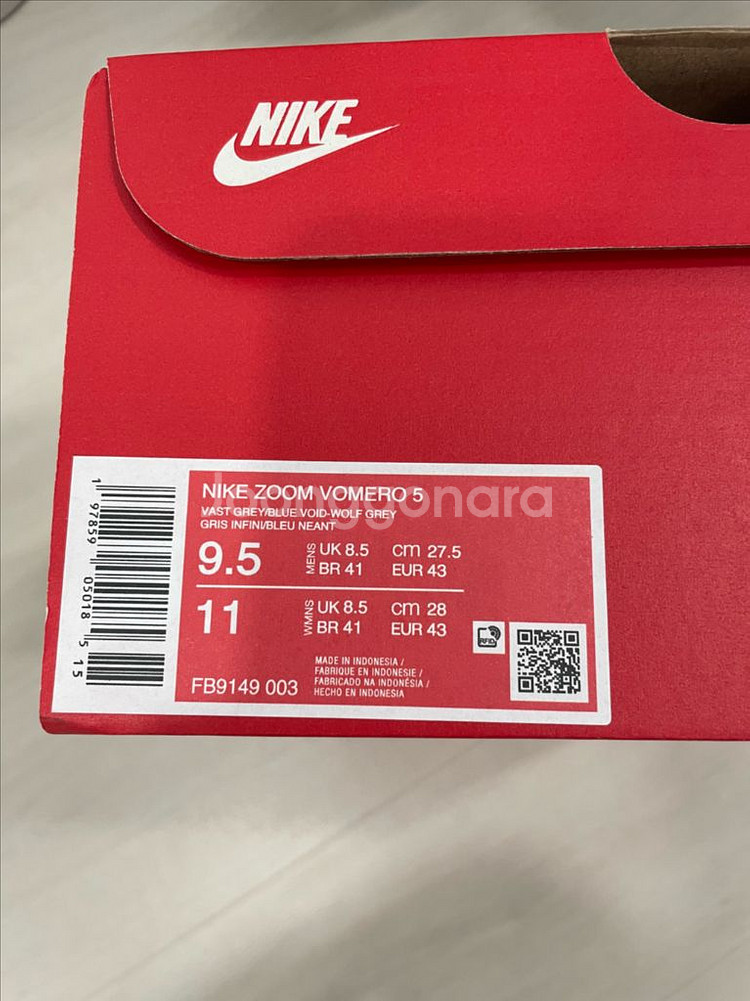 NIKE
Joonggonara
NIKE ZOOM VOMERO 5
VAST GREY/BLUE VOID-WOLF GREY
GRIS INFINI/BLEU NEANT
9.5 MENS UK 8.5 cm 27.5
BR 41 EUR 43
11 WMNS UK 8.5 cm 28
BR 41 EUR 43
FB9149 003
MADE IN INDONESIA /
FABRIQUE EN INDONESIE /
FABRICADO NA INDONÉSIA /
HECHO EN INDONESIA
RFID
1 97859 05018 5 15